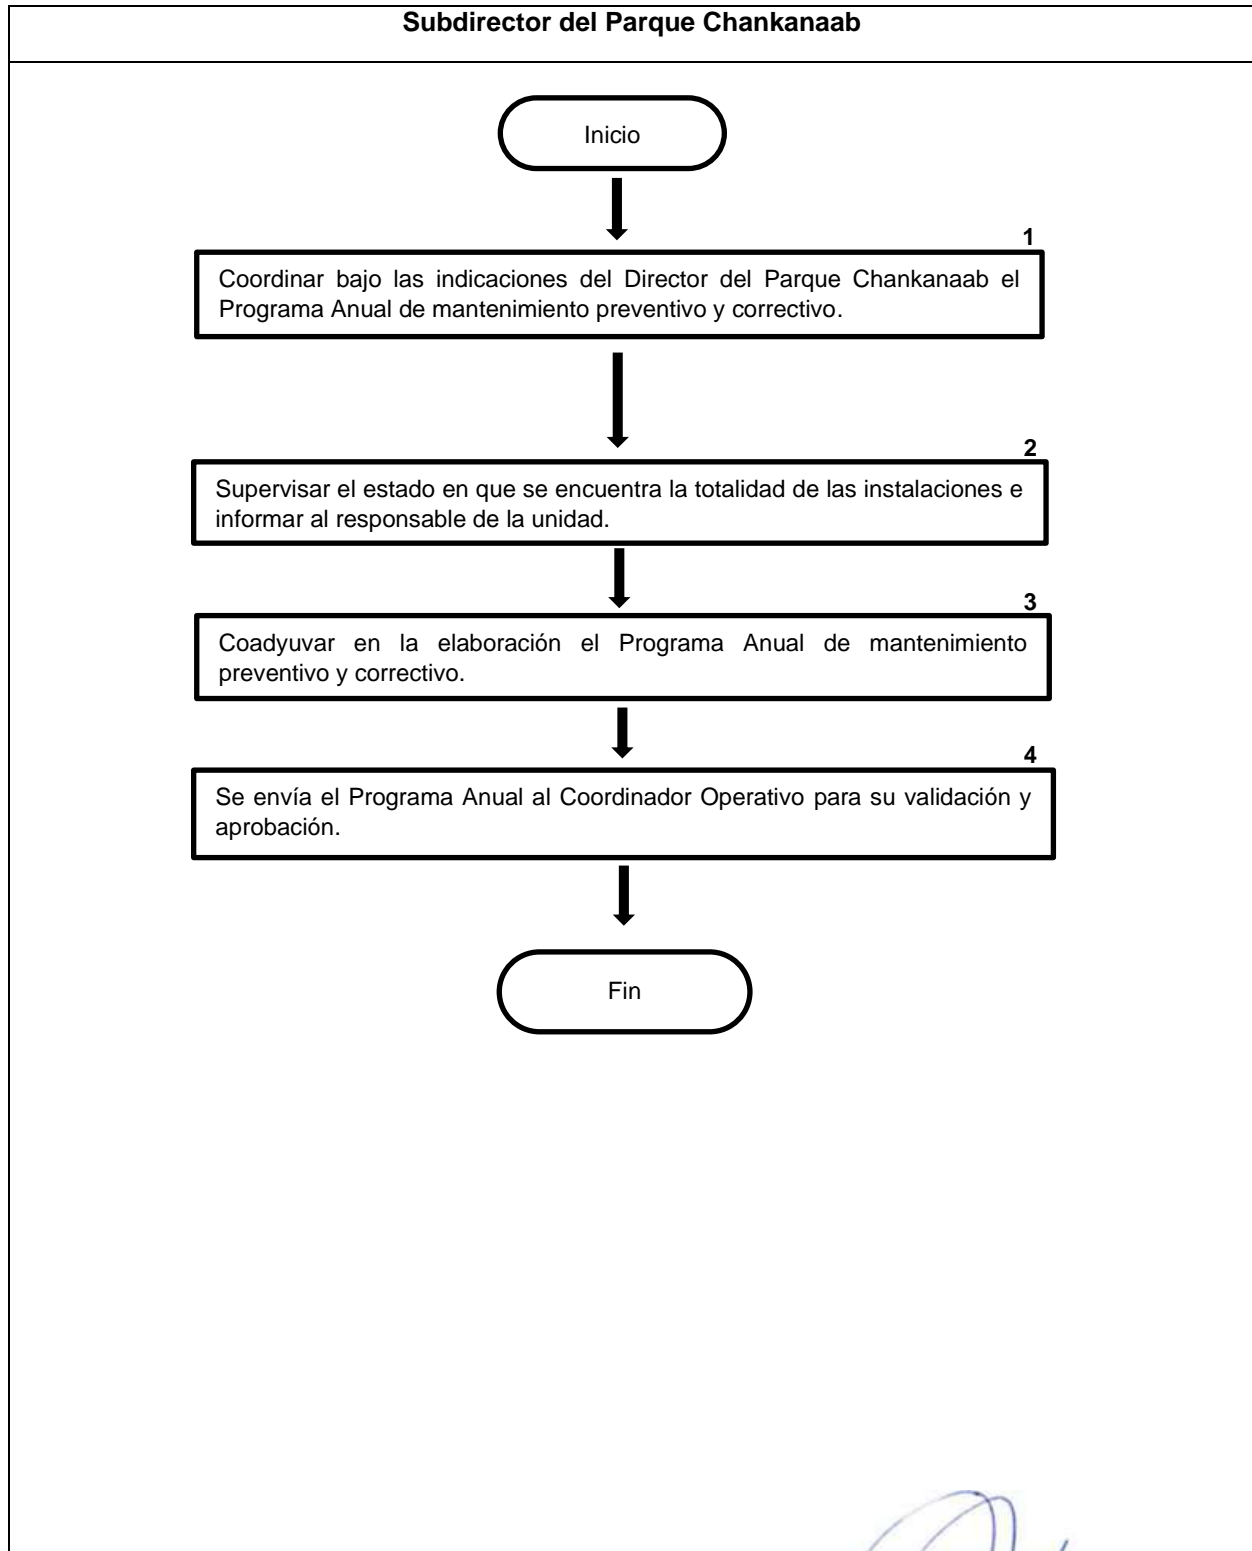 Subdirector del Parque Chankanaab
Inicio
1
Coordinar bajo las indicaciones del Director del Parque Chankanaab el
Programa Anual de mantenimiento preventivo y correctivo.
2
Supervisar el estado en que se encuentra la totalidad de las instalaciones e
informar al responsable de la unidad.
3
Coadyuvar en la elaboración el Programa Anual de mantenimiento
preventivo y correctivo.
4
Se envía el Programa Anual al Coordinador Operativo para su validación y
aprobación.
Fin